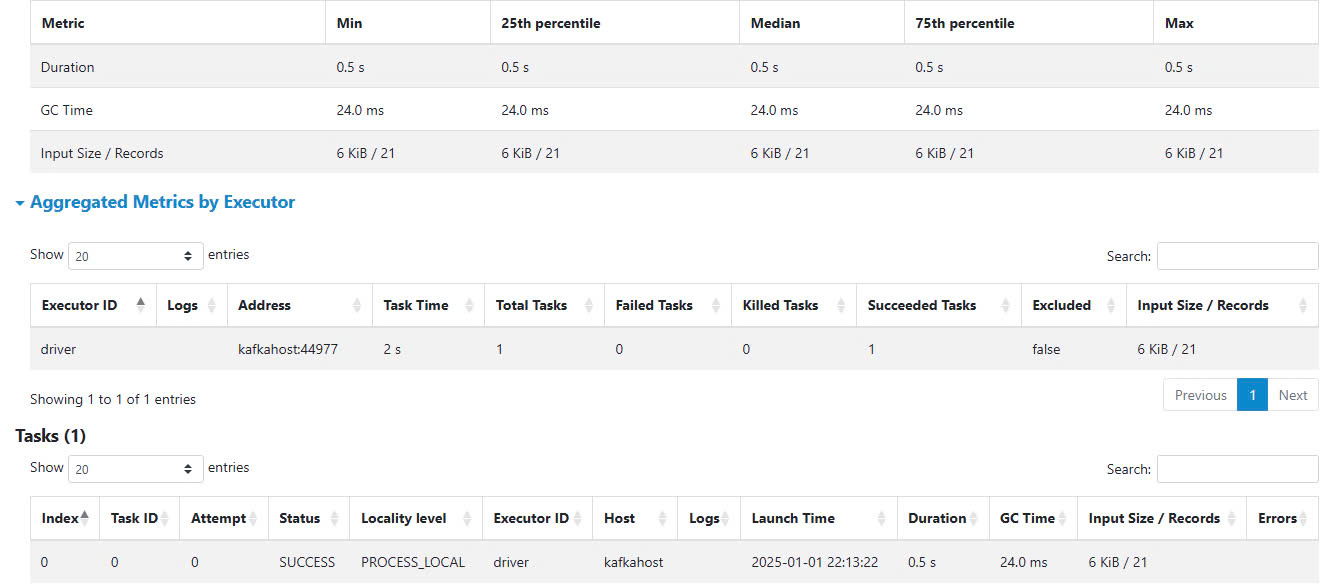 Metric Min 25th percentile Median 75th percentile Max
Duration 0.5 s 0.5 s 0.5 s 0.5 s 0.5 s
GC Time 24.0 ms 24.0 ms 24.0 ms 24.0 ms 24.0 ms
Input Size / Records 6 KiB / 21 6 KiB / 21 6 KiB / 21 6 KiB / 21 6 KiB / 21
Aggregated Metrics by Executor
Show 20 entries Search:
Executor ID Logs Address Task Time Total Tasks Failed Tasks Killed Tasks Succeeded Tasks Excluded Input Size / Records
driver kafkahost:44977 2 s 1 0 0 1 false 6 KiB / 21
Showing 1 to 1 of 1 entries Previous 1 Next
Tasks (1)
Show 20 entries Search:
Index Task ID Attempt Status Locality level Executor ID Host Logs Launch Time Duration GC Time Input Size / Records Errors
0 0 0 SUCCESS PROCESS_LOCAL driver kafkahost 2025-01-01 22:13:22 0.5 s 24.0 ms 6 KiB / 21